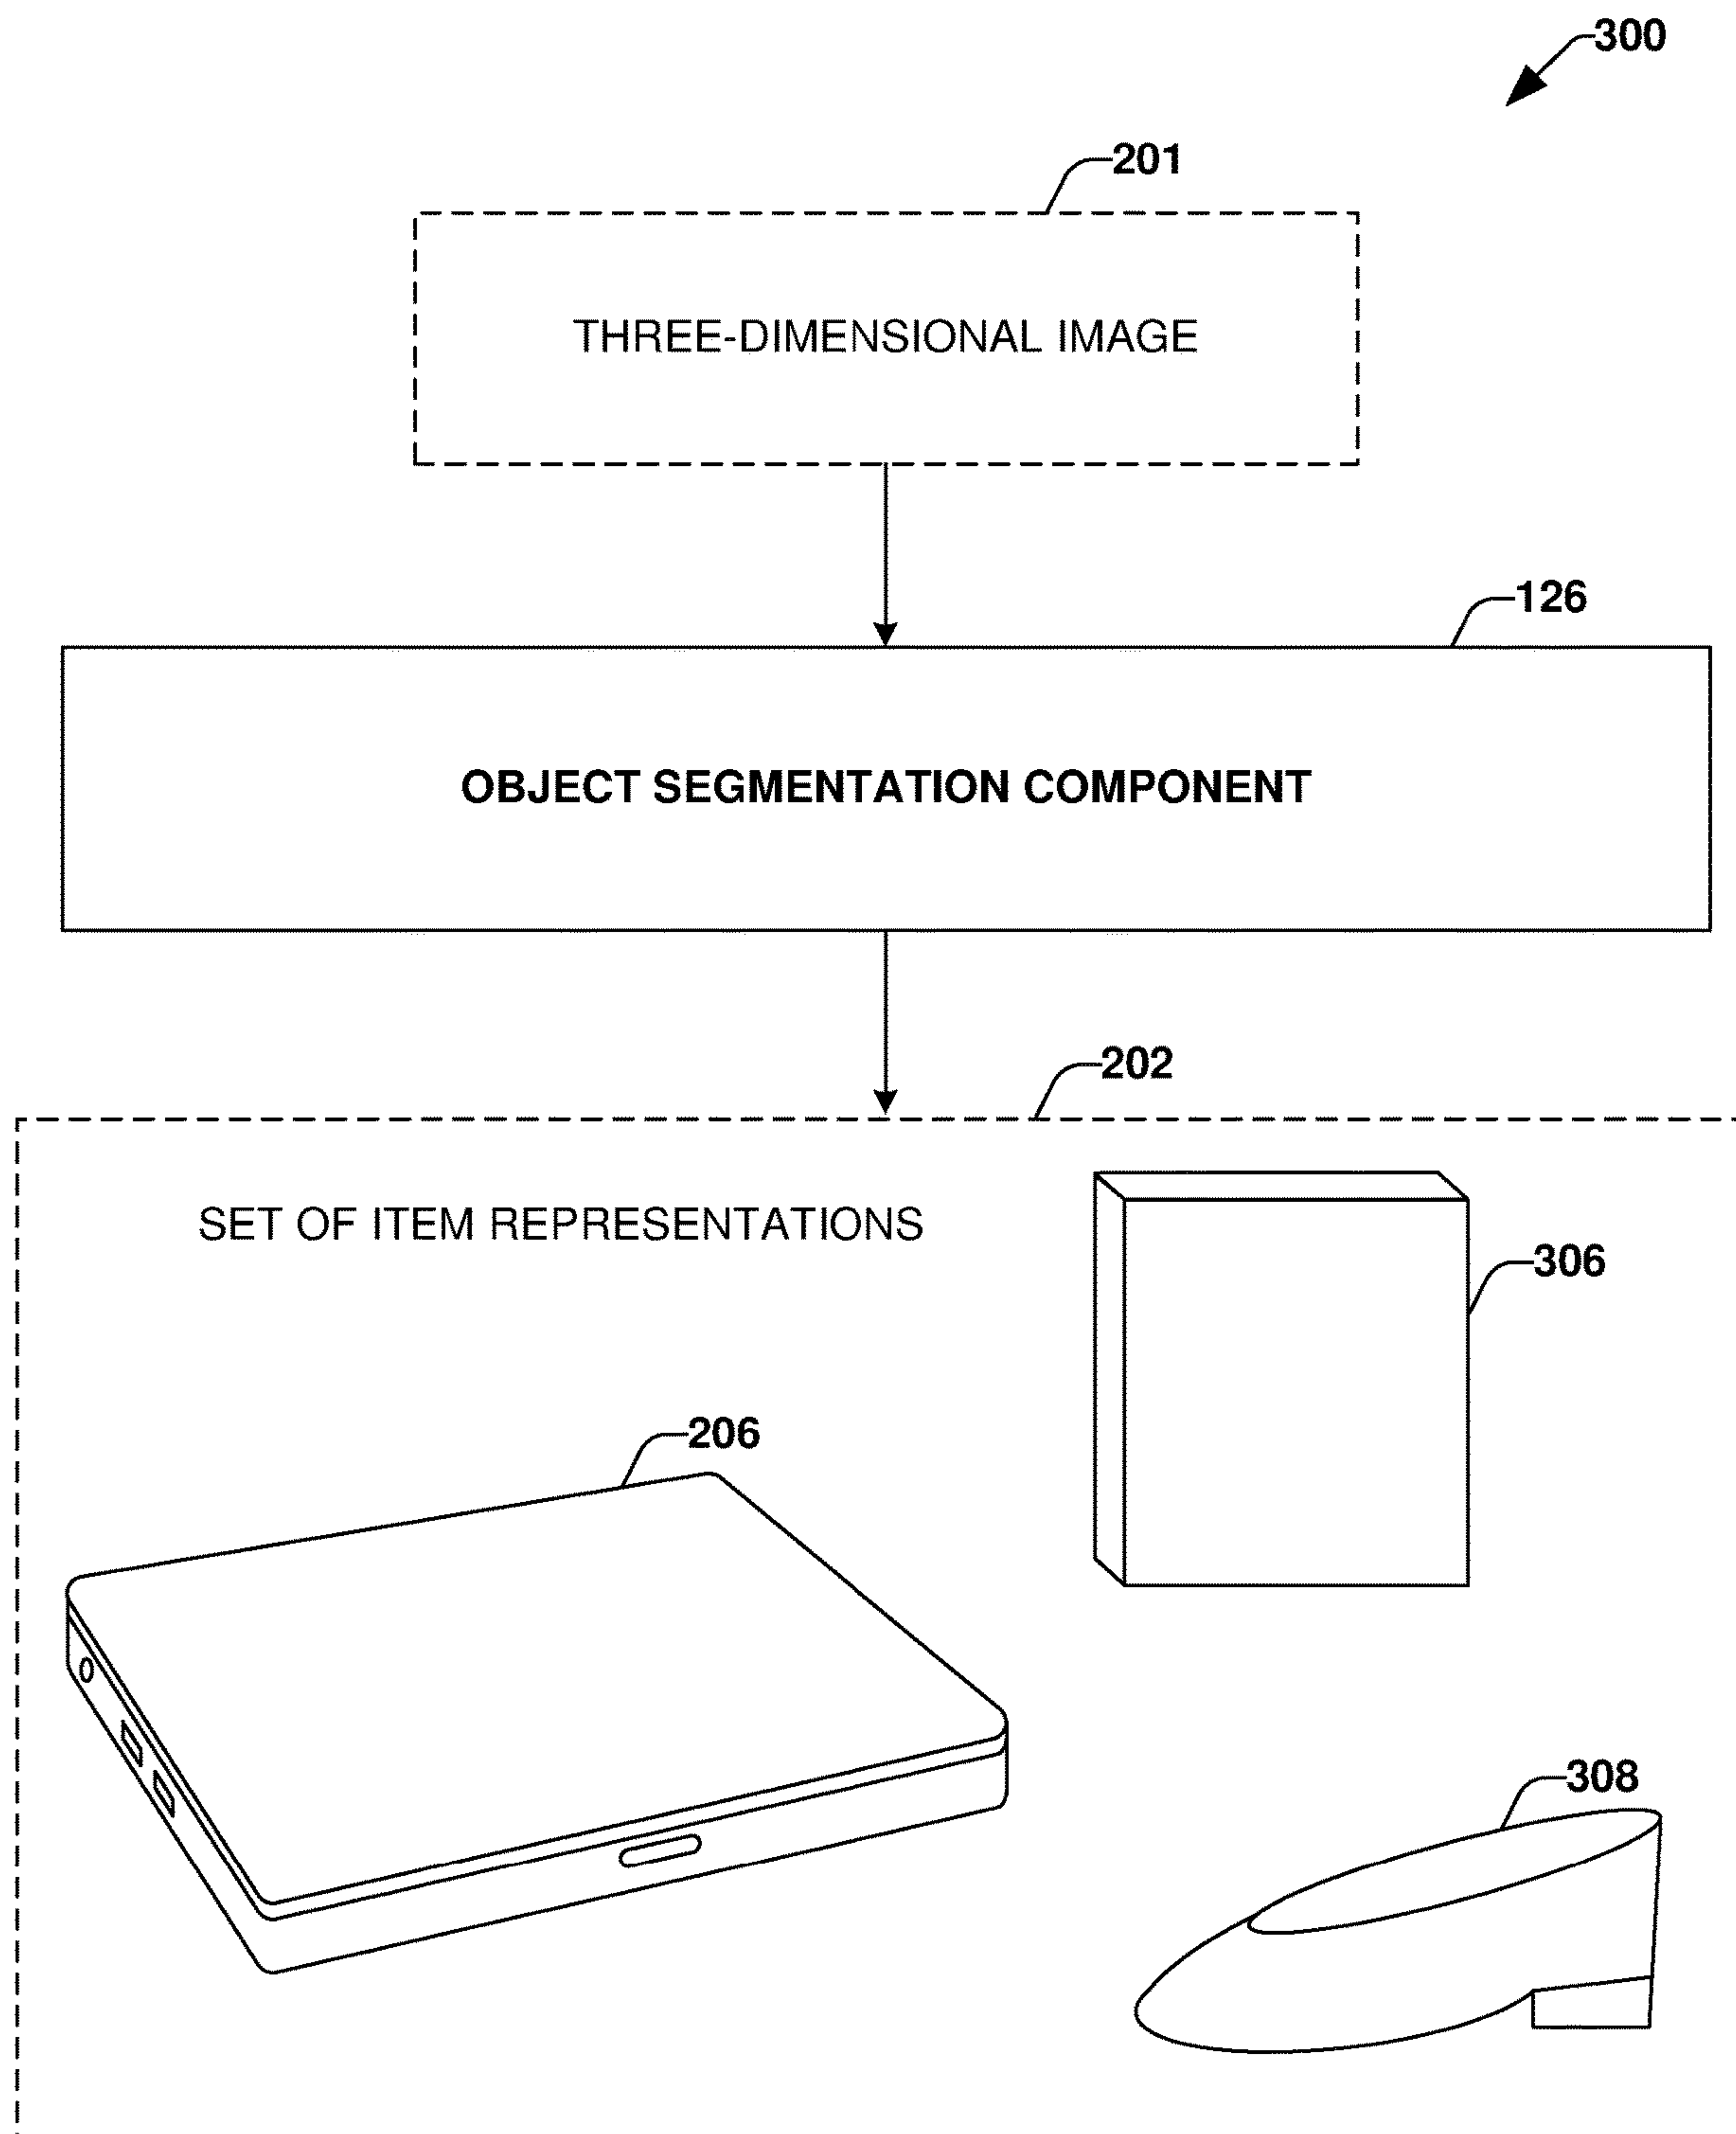 300
201
THREE-DIMENSIONAL IMAGE
126
OBJECT SEGMENTATION COMPONENT
202
SET OF ITEM REPRESENTATIONS
306
206
308